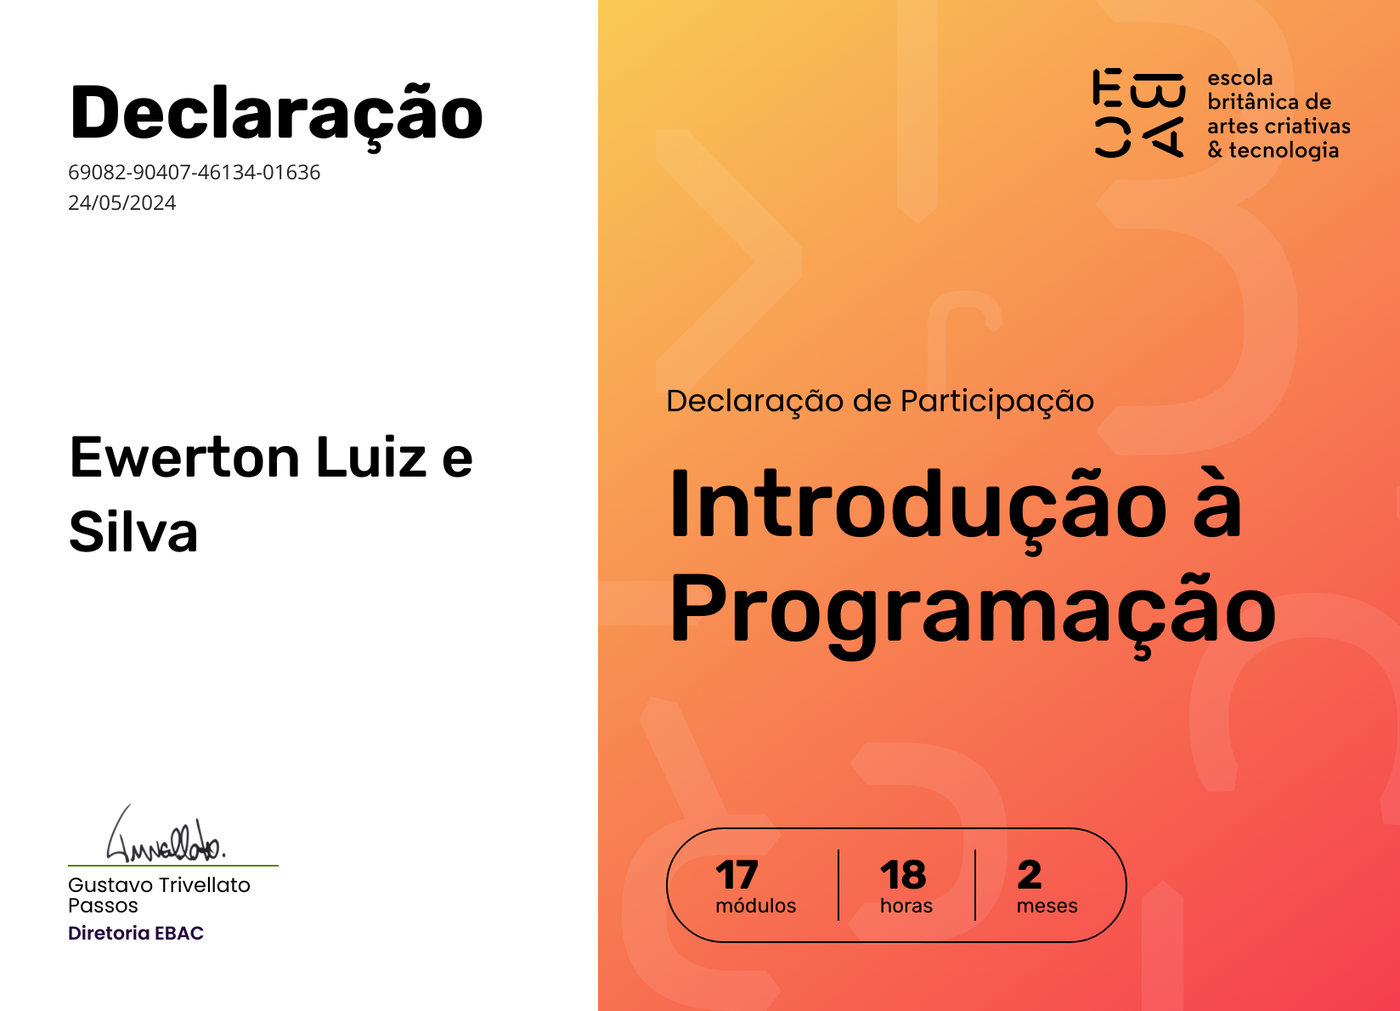 Declaração
69082-90407-46134-01636
24/05/2024
Ewerton Luiz e
Silva
Gustavo Trivellato
Passos
Diretoria EBAC
EBAC
escola
britânica de
artes criativas
& tecnologia
Declaração de Participação
Introdução à
Programação
17
módulos
18
horas
2
meses